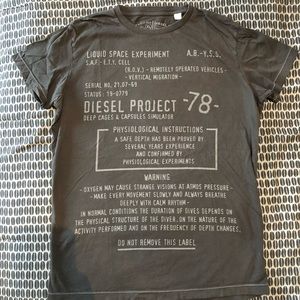 LIQUID SPACE EXPERIMENT A.B.-Y.S.S.
S.A.F.-E.T.Y. CELL
(R.O.V.) - REMOTELY OPERATED VEHICLES -
- VERTICAL MIGRATION -
SERIAL NO. 21.07-69
STATUS: 19-0779
DIESEL PROJECT -78-
DEEP CAGES & CAPSULES SIMULATOR
PHYSIOLOGICAL INSTRUCTIONS
A SAFE DEPTH HAS BEEN PROVED BY
SEVERAL YEARS EXPERIENCE
AND CONFIRMED BY
PHYSIOLOGICAL EXPERIMENTS
WARNING
- OXYGEN MAY CAUSE STRANGE VISIONS AT ATMOS PRESSURE -
- MAKE EVERY MOVEMENT SLOWLY AND ALWAYS BREATHE
DEEPLY WITH CALM RHYTHM -
IN NORMAL CONDITIONS THE DURATION OF DIVES DEPENDS ON
THE PHYSICAL STRUCTURE OF THE DIVER, ON THE NATURE OF THE
ACTIVITY PERFORMED AND ON THE FREQUENCY OF DEPTH CHANGES.
DO NOT REMOVE THIS LABEL